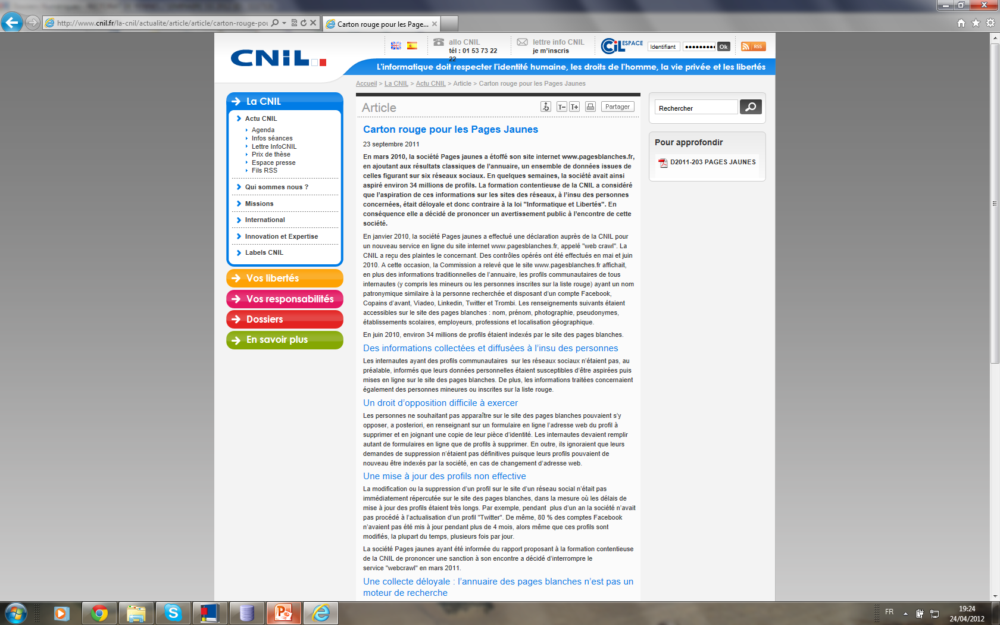 http://www.cnil.fr/la-cnil/actualite/article/article/carton-rouge-pou
Carton rouge pour les Page...
CNIL
allo CNIL
tél : 01 53 73 22
22
lettre info CNIL
je m'inscris
CIL ESPACE
Identifiant
Ok
RSS
L'informatique doit respecter l'identité humaine, les droits de l'homme, la vie privée et les libertés
Accueil > La CNIL > Actu CNIL > Article > Carton rouge pour les Pages Jaunes
La CNIL
Actu CNIL
Agenda
Infos séances
Lettre InfoCNIL
Prix de thèse
Espace presse
Fils RSS
Qui sommes nous ?
Missions
International
Innovation et Expertise
Labels CNIL
Vos libertés
Vos responsabilités
Dossiers
En savoir plus
Article
T- T+
Partager
Carton rouge pour les Pages Jaunes
23 septembre 2011
En mars 2010, la société Pages jaunes a étoffé son site internet www.pagesblanches.fr,
en ajoutant aux résultats classiques de l'annuaire, un ensemble de données issues de
celles figurant sur six réseaux sociaux. En quelques semaines, la société avait ainsi
aspiré environ 34 millions de profils. La formation contentieuse de la CNIL a considéré
que l'aspiration de ces informations sur les sites des réseaux, à l'insu des personnes
concernées, était déloyale et donc contraire à la loi "Informatique et Libertés". En
conséquence elle a décidé de prononcer un avertissement public à l'encontre de cette
société.
En janvier 2010, la société Pages jaunes a effectué une déclaration auprès de la CNIL pour
un nouveau service en ligne du site internet www.pagesblanches.fr, appelé "web crawl". La
CNIL a reçu des plaintes le concernant. Des contrôles opérés ont été effectués en mai et juin
2010. A cette occasion, la Commission a relevé que le site www.pagesblanches.fr affichait,
en plus des informations traditionnelles de l'annuaire, les profils communautaires de tous
internautes (y compris les mineurs ou les personnes inscrites sur la liste rouge) ayant un nom
patronymique similaire à la personne recherchée et disposant d'un compte Facebook,
Copains d'avant, Viadeo, Linkedin, Twitter et Trombi. Les renseignements suivants étaient
accessibles sur le site des pages blanches : nom, prénom, photographie, pseudonymes,
établissements scolaires, employeurs, professions et localisation géographique.
En juin 2010, environ 34 millions de profils étaient indexés par le site des pages blanches.
Des informations collectées et diffusées à l'insu des personnes
Les internautes ayant des profils communautaires sur les réseaux sociaux n'étaient pas, au
préalable, informés que leurs données personnelles étaient susceptibles d'être aspirées puis
mises en ligne sur le site des pages blanches. De plus, les informations traitées concernaient
également des personnes mineures ou inscrites sur la liste rouge.
Un droit d'opposition difficile à exercer
Les personnes ne souhaitant pas apparaître sur le site des pages blanches pouvaient s'y
opposer, a posteriori, en renseignant sur un formulaire en ligne l'adresse web du profil à
supprimer et en joignant une copie de leur pièce d'identité. Les internautes devaient remplir
autant de formulaires en ligne que de profils à supprimer. En outre, ils ignoraient que leurs
demandes de suppression n'étaient pas définitives puisque leurs profils pouvaient de
nouveau être indexés par la société, en cas de changement d'adresse web.
Une mise à jour des profils non effective
La modification ou la suppression d'un profil sur le site d'un réseau social n'était pas
immédiatement répercutée sur le site des pages blanches, dans la mesure où les délais de
mise à jour des profils étaient très longs. Par exemple, pendant plus d'un an la société n'avait
pas procédé à l'actualisation d'un profil "Twitter". De même, 80 % des comptes Facebook
n'avaient pas été mis à jour pendant plus de 4 mois, alors même que ces profils sont
modifiés, la plupart du temps, plusieurs fois par jour.
La société Pages jaunes ayant été informée du rapport proposant à la formation contentieuse
de la CNIL de prononcer une sanction à son encontre a décidé d'interrompre le
service "webcrawl" en mars 2011.
Une collecte déloyale : l'annuaire des pages blanches n'est pas un
moteur de recherche
Rechercher
Pour approfondir
D2011-203 PAGES JAUNES
FR
19:24
24/04/2012